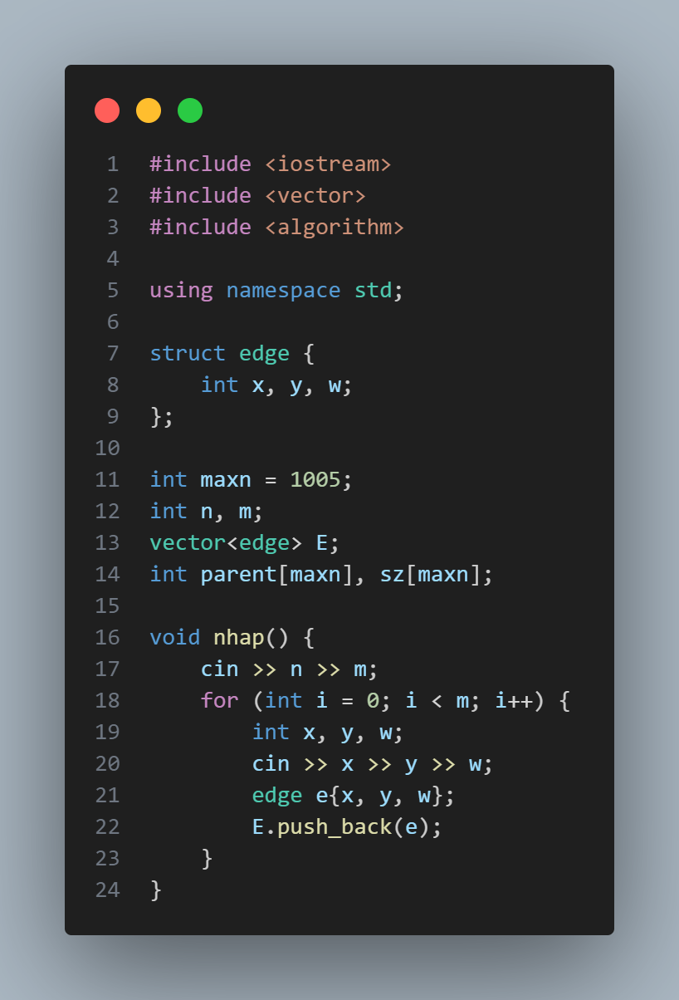 1 #include <iostream>
2 #include <vector>
3 #include <algorithm>
4
5 using namespace std;
6
7 struct edge {
8     int x, y, w;
9 };
10
11 int maxn = 1005;
12 int n, m;
13 vector<edge> E;
14 int parent[maxn], sz[maxn];
15
16 void nhap() {
17     cin >> n >> m;
18     for (int i = 0; i < m; i++) {
19         int x, y, w;
20         cin >> x >> y >> w;
21         edge e{x, y, w};
22         E.push_back(e);
23     }
24 }